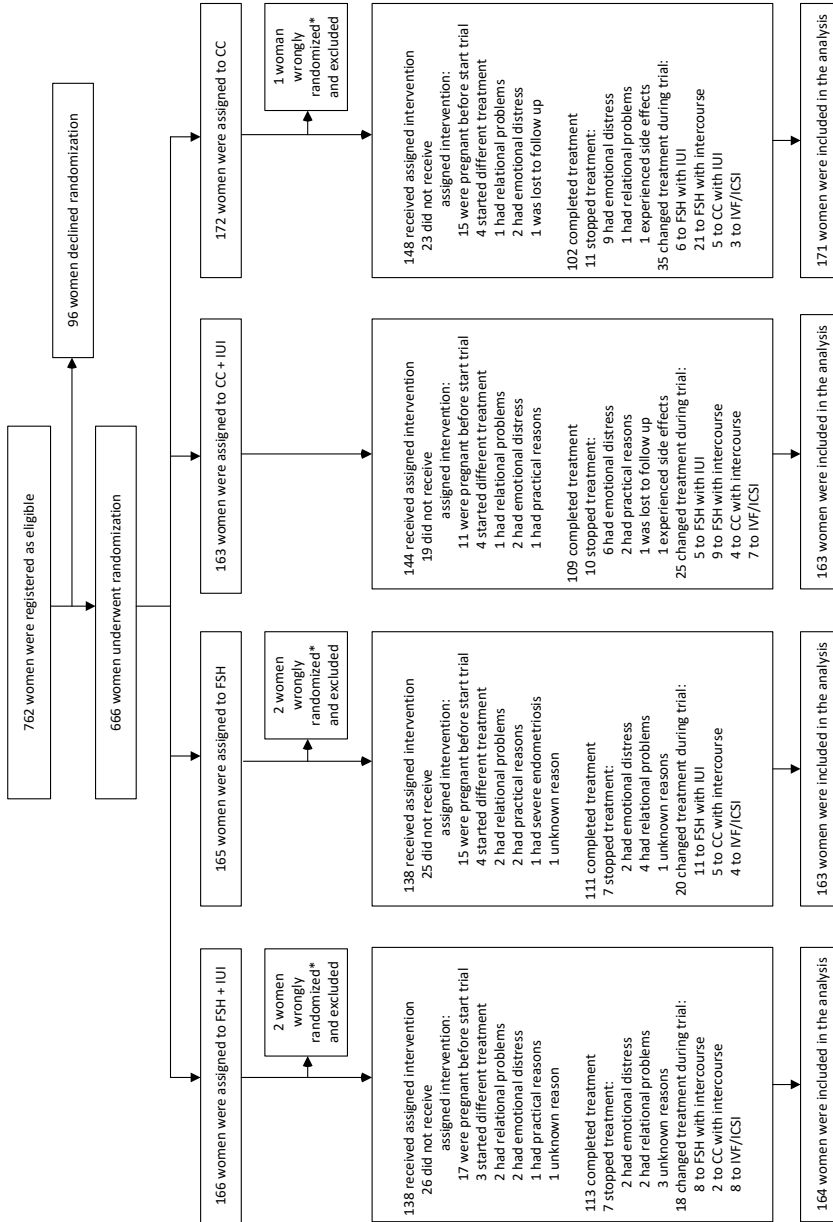 762 women were registered as eligible
96 women declined randomization
666 women underwent randomization
166 women were assigned to FSH + IUI
165 women were assigned to FSH
163 women were assigned to CC + IUI
172 women were assigned to CC
2 women
wrongly
randomized*
and excluded
2 women
wrongly
randomized*
and excluded
1 woman
wrongly
randomized*
and excluded
138 received assigned intervention
26 did not receive
assigned intervention:
17 were pregnant before start trial
3 started different treatment
2 had relational problems
2 had emotional distress
1 had practical reasons
1 unknown reason
113 completed treatment
7 stopped treatment:
2 had emotional distress
2 had relational problems
3 unknown reasons
18 changed treatment during trial:
8 to FSH with intercourse
2 to CC with intercourse
8 to IVF/ICSI
138 received assigned intervention
25 did not receive
assigned intervention:
15 were pregnant before start trial
4 started different treatment
2 had relational problems
2 had practical reasons
1 had severe endometriosis
1 unknown reason
111 completed treatment
7 stopped treatment:
2 had emotional distress
4 had relational problems
1 unknown reasons
20 changed treatment during trial:
11 to FSH with IUI
5 to CC with intercourse
4 to IVF/ICSI
144 received assigned intervention
19 did not receive
assigned intervention:
11 were pregnant before start trial
4 started different treatment
1 had relational problems
2 had emotional distress
1 had practical reasons
109 completed treatment
10 stopped treatment:
6 had emotional distress
2 had practical reasons
1 was lost to follow up
1 experienced side effects
25 changed treatment during trial:
5 to FSH with IUI
9 to FSH with intercourse
4 to CC with intercourse
7 to IVF/ICSI
148 received assigned intervention
23 did not receive
assigned intervention:
15 were pregnant before start trial
4 started different treatment
1 had relational problems
2 had emotional distress
1 was lost to follow up
102 completed treatment
11 stopped treatment:
9 had emotional distress
1 had relational problems
1 experienced side effects
35 changed treatment during trial:
6 to FSH with IUI
21 to FSH with intercourse
5 to CC with IUI
3 to IVF/ICSI
164 women were included in the analysis
163 women were included in the analysis
163 women were included in the analysis
171 women were included in the analysis